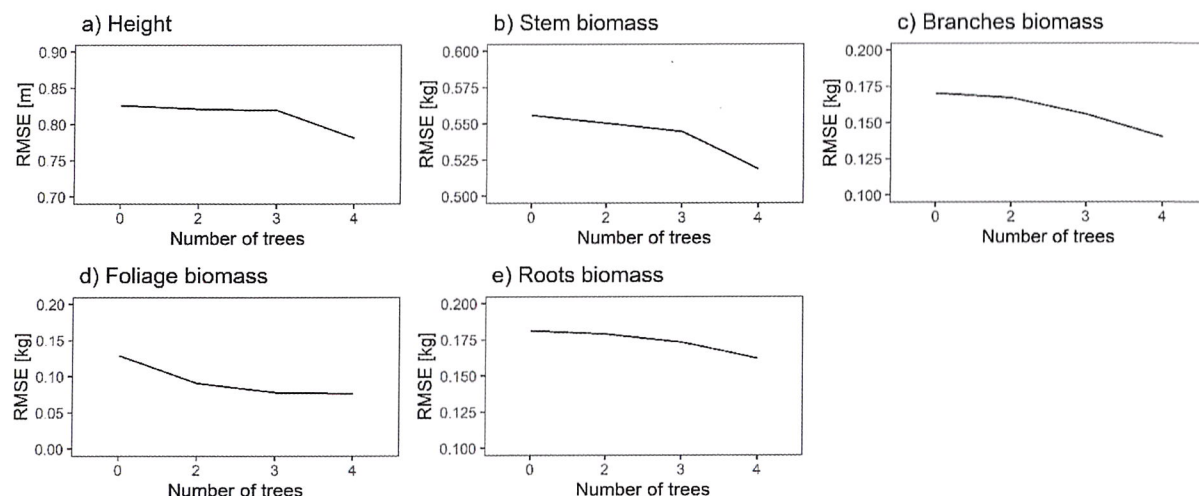 a) Height
0.90
0.85
0.80
0.75
0.70
RMSE [m]
0 2 3 4
Number of trees
b) Stem biomass
0.600
0.575
0.550
0.525
0.500
RMSE [kg]
0 2 3 4
Number of trees
c) Branches biomass
0.200
0.175
0.150
0.125
0.100
RMSE [kg]
0 2 3 4
Number of trees
d) Foliage biomass
0.20
0.15
0.10
0.05
0.00
RMSE [kg]
0 2 3 4
Number of trees
e) Roots biomass
0.200
0.175
0.150
0.125
0.100
RMSE [kg]
0 2 3 4
Number of trees